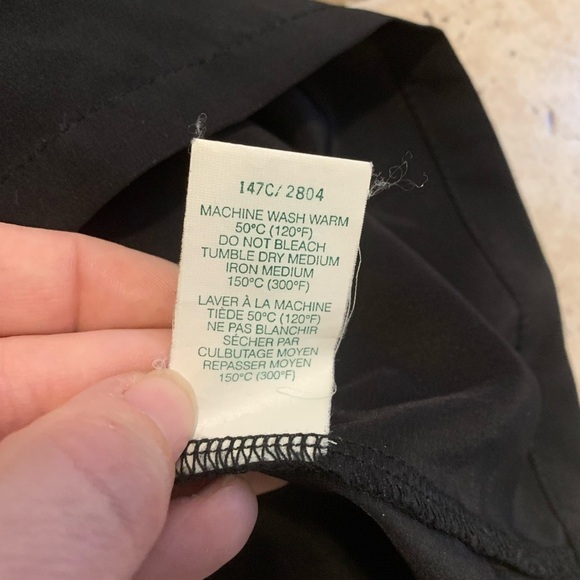 147C/2804
MACHINE WASH WARM
50°C (120°F)
DO NOT BLEACH
TUMBLE DRY MEDIUM
IRON MEDIUM
150°C (300°F)
LAVER À LA MACHINE
TIÈDE 50°C (120°F)
NE PAS BLANCHIR
SÉCHER PAR
CULBUTAGE MOYEN
REPASSER MOYEN
150°C (300°F)